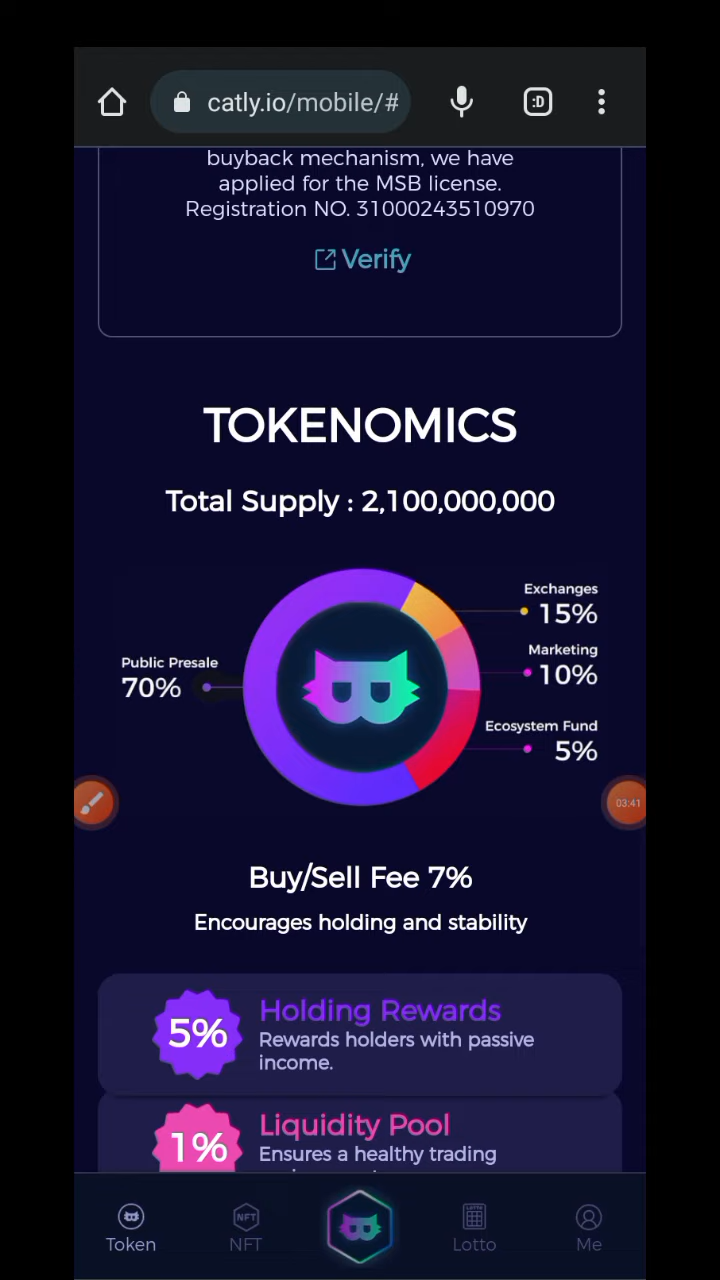 :D
catly.io/mobile/#
buyback mechanism, we have
applied for the MSB license.
Registration NO. 31000243510970
Verify
TOKENOMICS
Total Supply : 2,100,000,000
Exchanges
15%
Marketing
10%
Public Presale
70%
Ecosystem Fund
5%
03:41
Buy/Sell Fee 7%
Encourages holding and stability
5%
Holding Rewards
Rewards holders with passive
income.
1%
Liquidity Pool
Ensures a healthy trading
Token
NFT
NFT
Lotto
Me